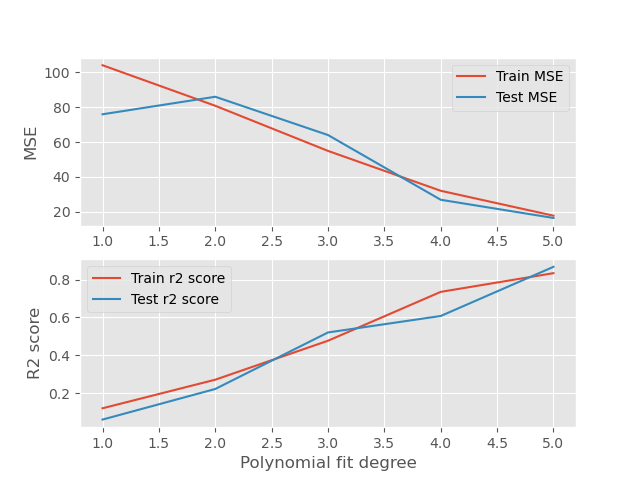 100
80
60
40
20
MSE
Train MSE
Test MSE
1.0 1.5 2.0 2.5 3.0 3.5 4.0 4.5 5.0
0.8
0.6
0.4
0.2
R2 score
Train r2 score
Test r2 score
1.0 1.5 2.0 2.5 3.0 3.5 4.0 4.5 5.0
Polynomial fit degree